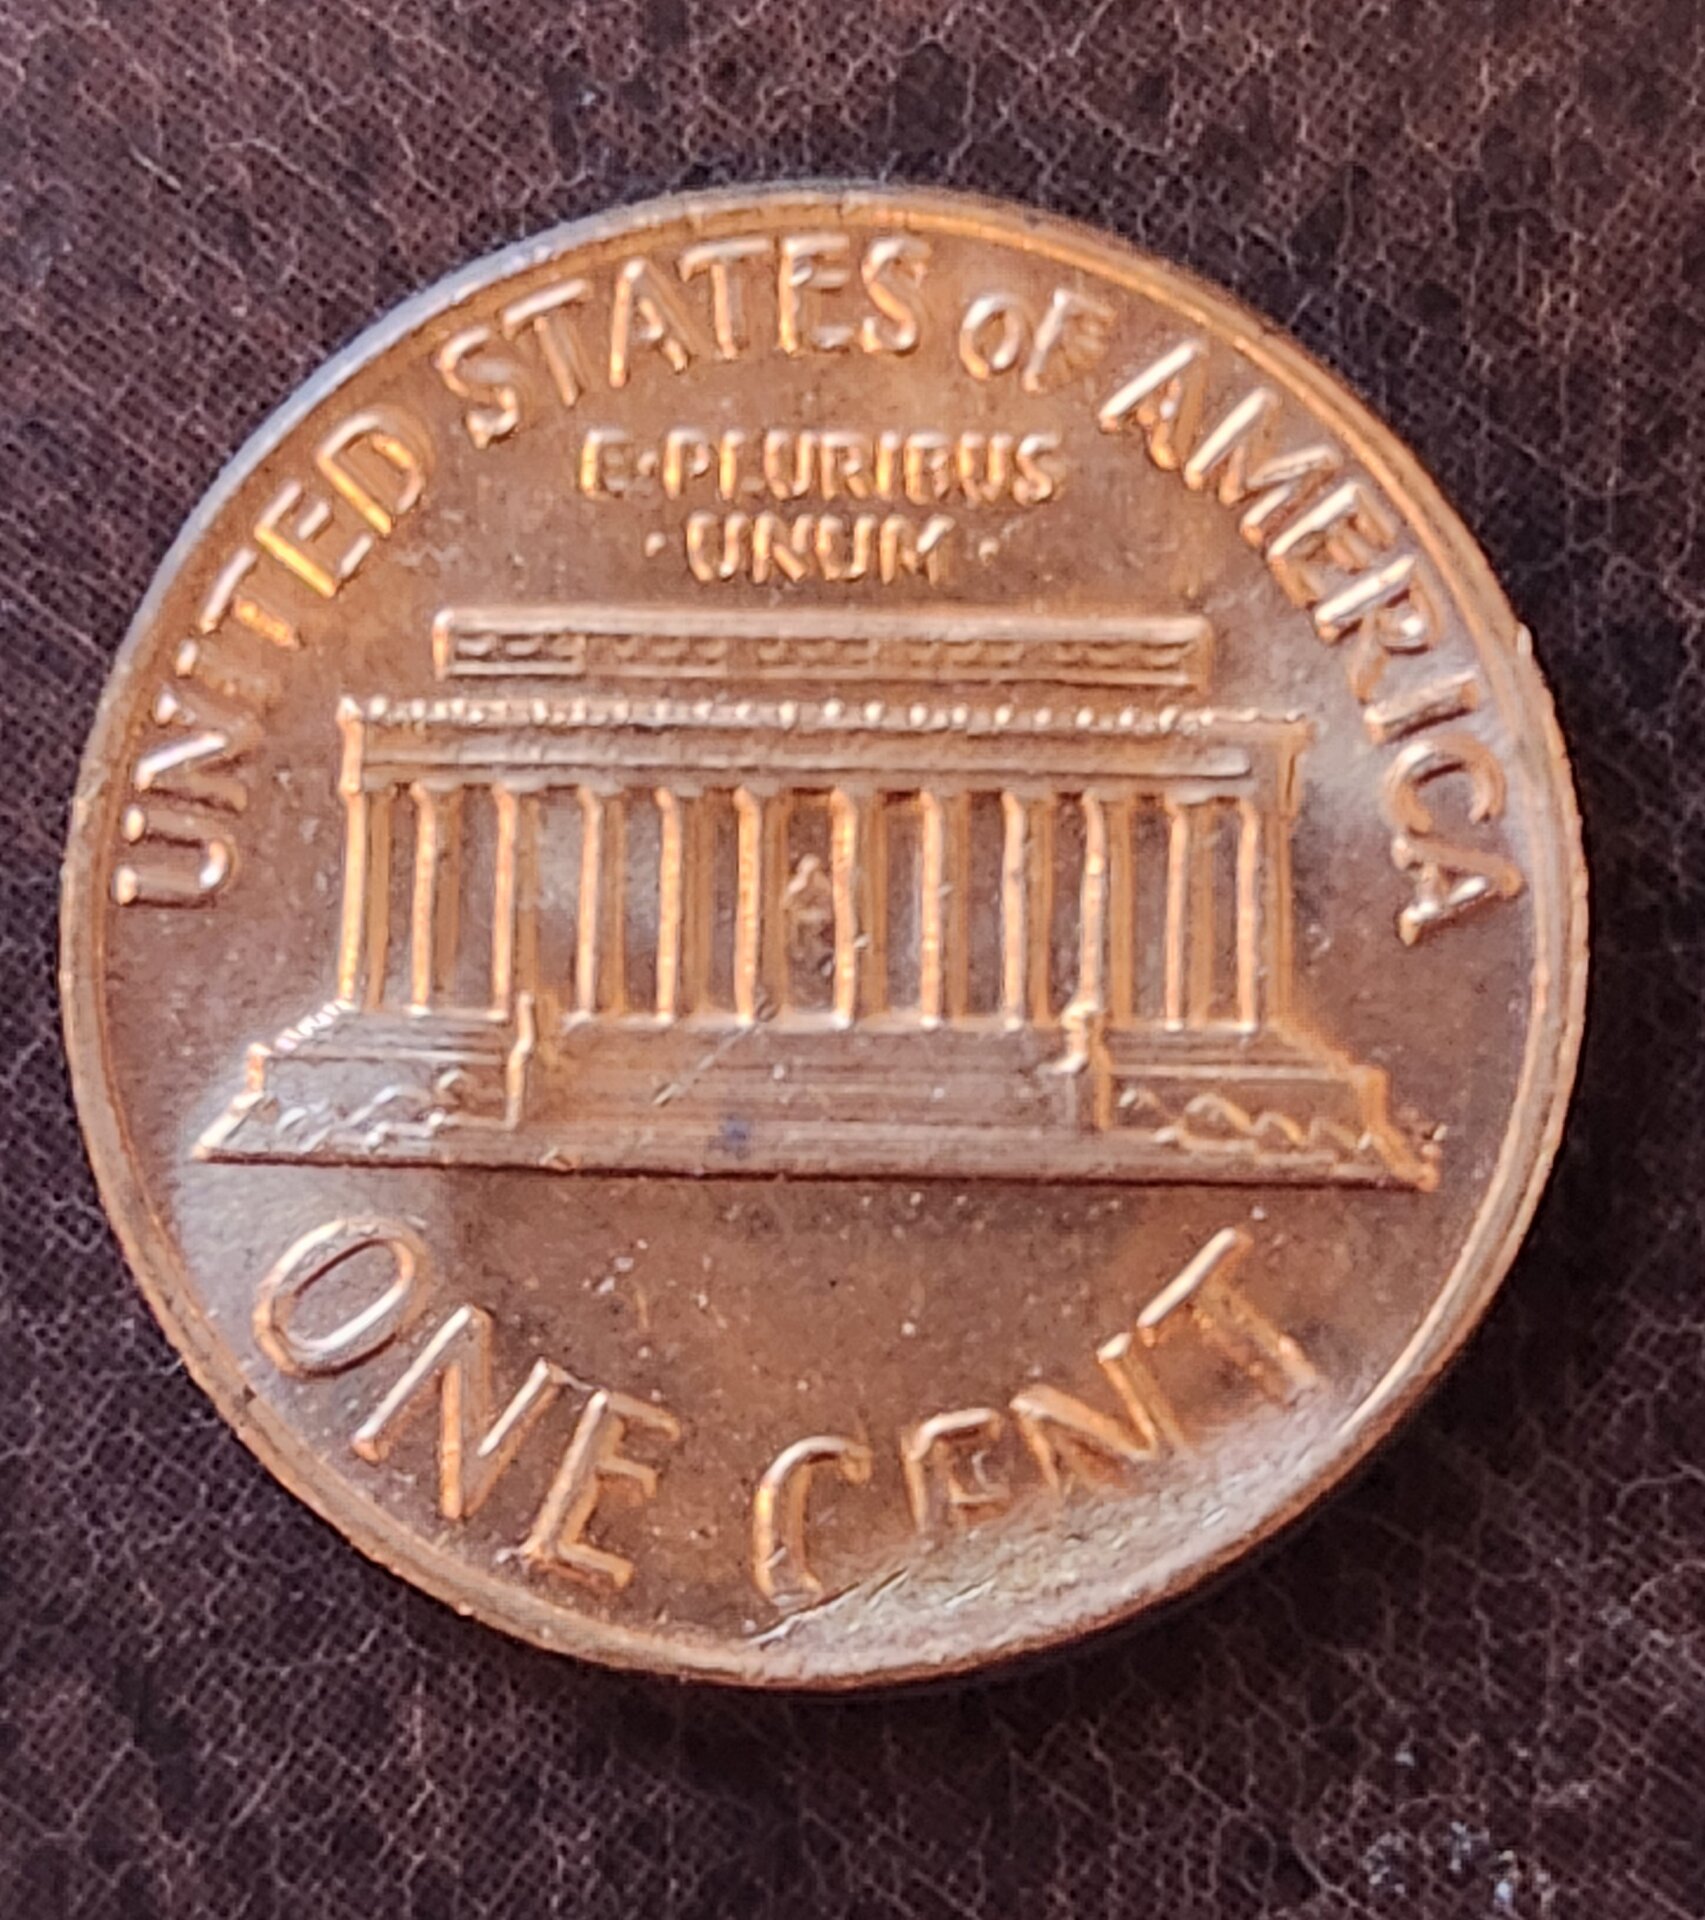 UNITED STATES OF AMERICA
E·PLURIBUS
·UNUM·
ONE CENT